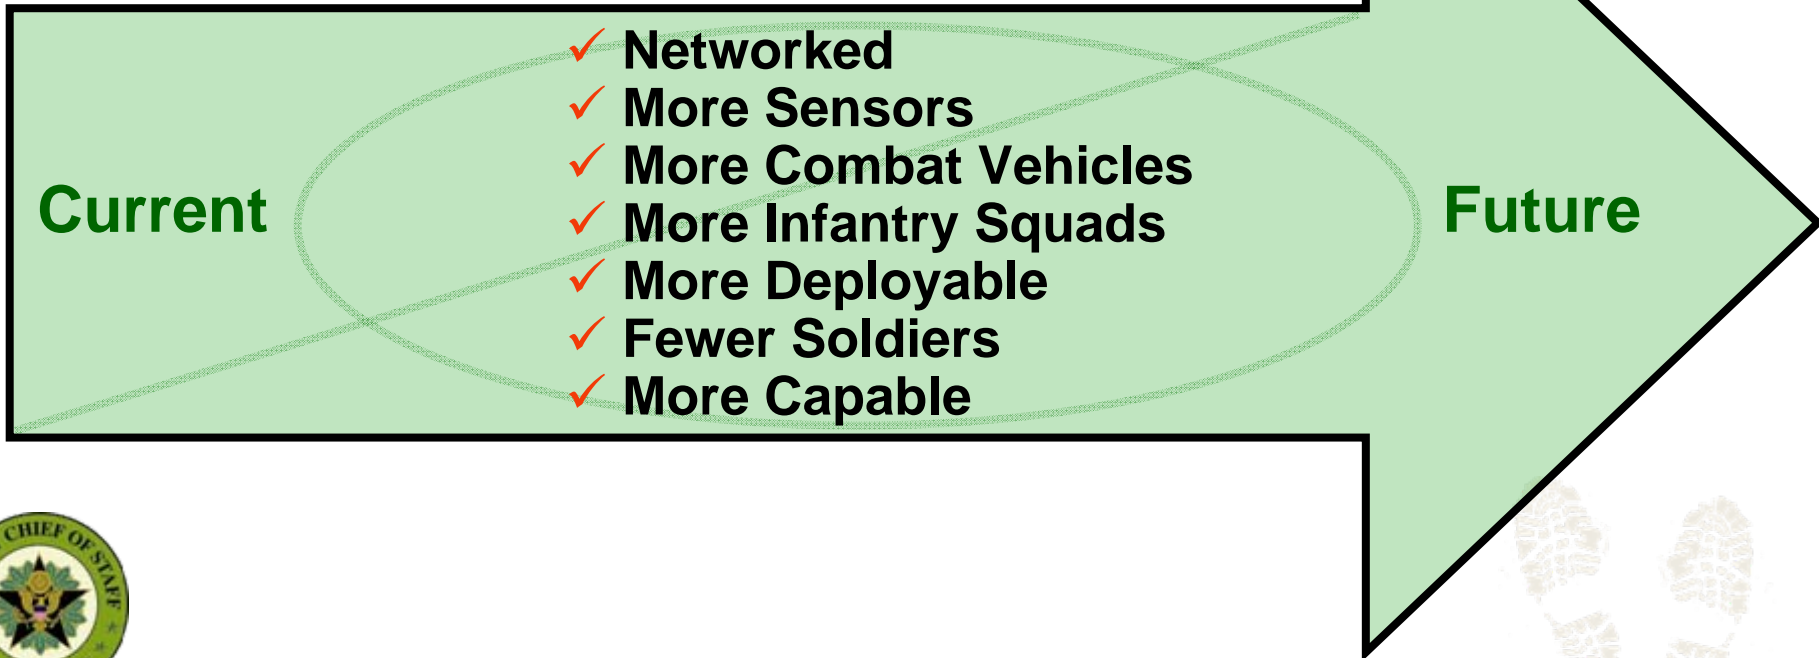 Networked
More Sensors
More Combat Vehicles
Current
More Infantry Squads
Future
More Deployable
Fewer Soldiers
More Capable
CHIEF OF STAFF